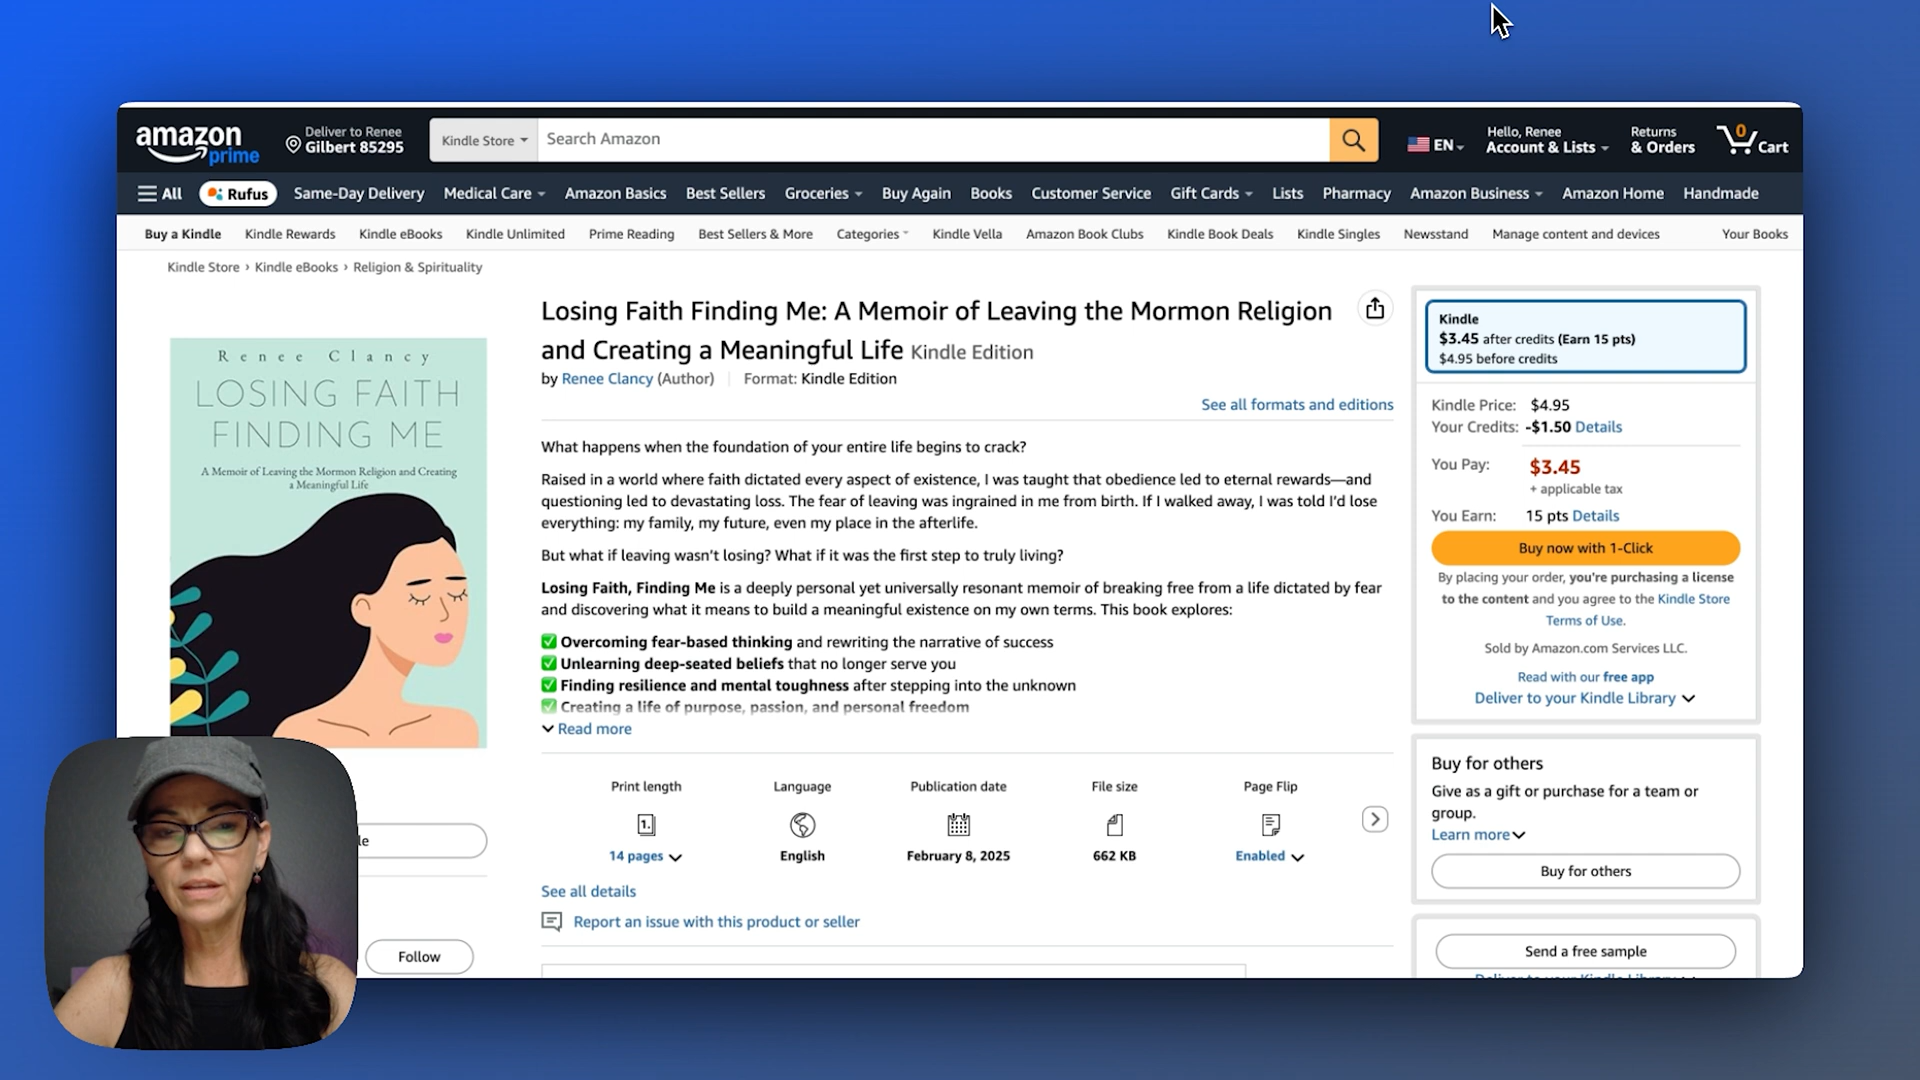 amazon
prime
Deliver to Renee
Gilbert 85295
Kindle Store
Search Amazon
EN
Hello, Renee
Account & Lists
Returns
& Orders
0
Cart
All
Rufus
Same-Day Delivery
Medical Care
Amazon Basics
Best Sellers
Groceries
Buy Again
Books
Customer Service
Gift Cards
Lists
Pharmacy
Amazon Business
Amazon Home
Handmade
Buy a Kindle
Kindle Rewards
Kindle eBooks
Kindle Unlimited
Prime Reading
Best Sellers & More
Categories
Kindle Vella
Amazon Book Clubs
Kindle Book Deals
Kindle Singles
Newsstand
Manage content and devices
Your Books
Kindle Store › Kindle eBooks › Religion & Spirituality
Renee Clancy
LOSING FAITH
FINDING ME
A Memoir of Leaving the Mormon Religion and Creating
a Meaningful Life
le
Follow
Losing Faith Finding Me: A Memoir of Leaving the Mormon Religion
and Creating a Meaningful Life Kindle Edition
by Renee Clancy (Author) | Format: Kindle Edition
See all formats and editions
What happens when the foundation of your entire life begins to crack?
Raised in a world where faith dictated every aspect of existence, I was taught that obedience led to eternal rewards—and
questioning led to devastating loss. The fear of leaving was ingrained in me from birth. If I walked away, I was told I'd lose
everything: my family, my future, even my place in the afterlife.
But what if leaving wasn't losing? What if it was the first step to truly living?
Losing Faith, Finding Me is a deeply personal yet universally resonant memoir of breaking free from a life dictated by fear
and discovering what it means to build a meaningful existence on my own terms. This book explores:
✅ Overcoming fear-based thinking and rewriting the narrative of success
✅ Unlearning deep-seated beliefs that no longer serve you
✅ Finding resilience and mental toughness after stepping into the unknown
✅ Creating a life of purpose, passion, and personal freedom
Read more
Print length
1.
14 pages
Language
English
Publication date
February 8, 2025
File size
662 KB
Page Flip
Enabled
See all details
Report an issue with this product or seller
Kindle
$3.45 after credits (Earn 15 pts)
$4.95 before credits
Kindle Price: $4.95
Your Credits: -$1.50 Details
You Pay: $3.45
+ applicable tax
You Earn: 15 pts Details
Buy now with 1-Click
By placing your order, you're purchasing a license
to the content and you agree to the Kindle Store
Terms of Use.
Sold by Amazon.com Services LLC.
Read with our free app
Deliver to your Kindle Library
Buy for others
Give as a gift or purchase for a team or
group.
Learn more
Buy for others
Send a free sample
Deliver to your Kindle Library